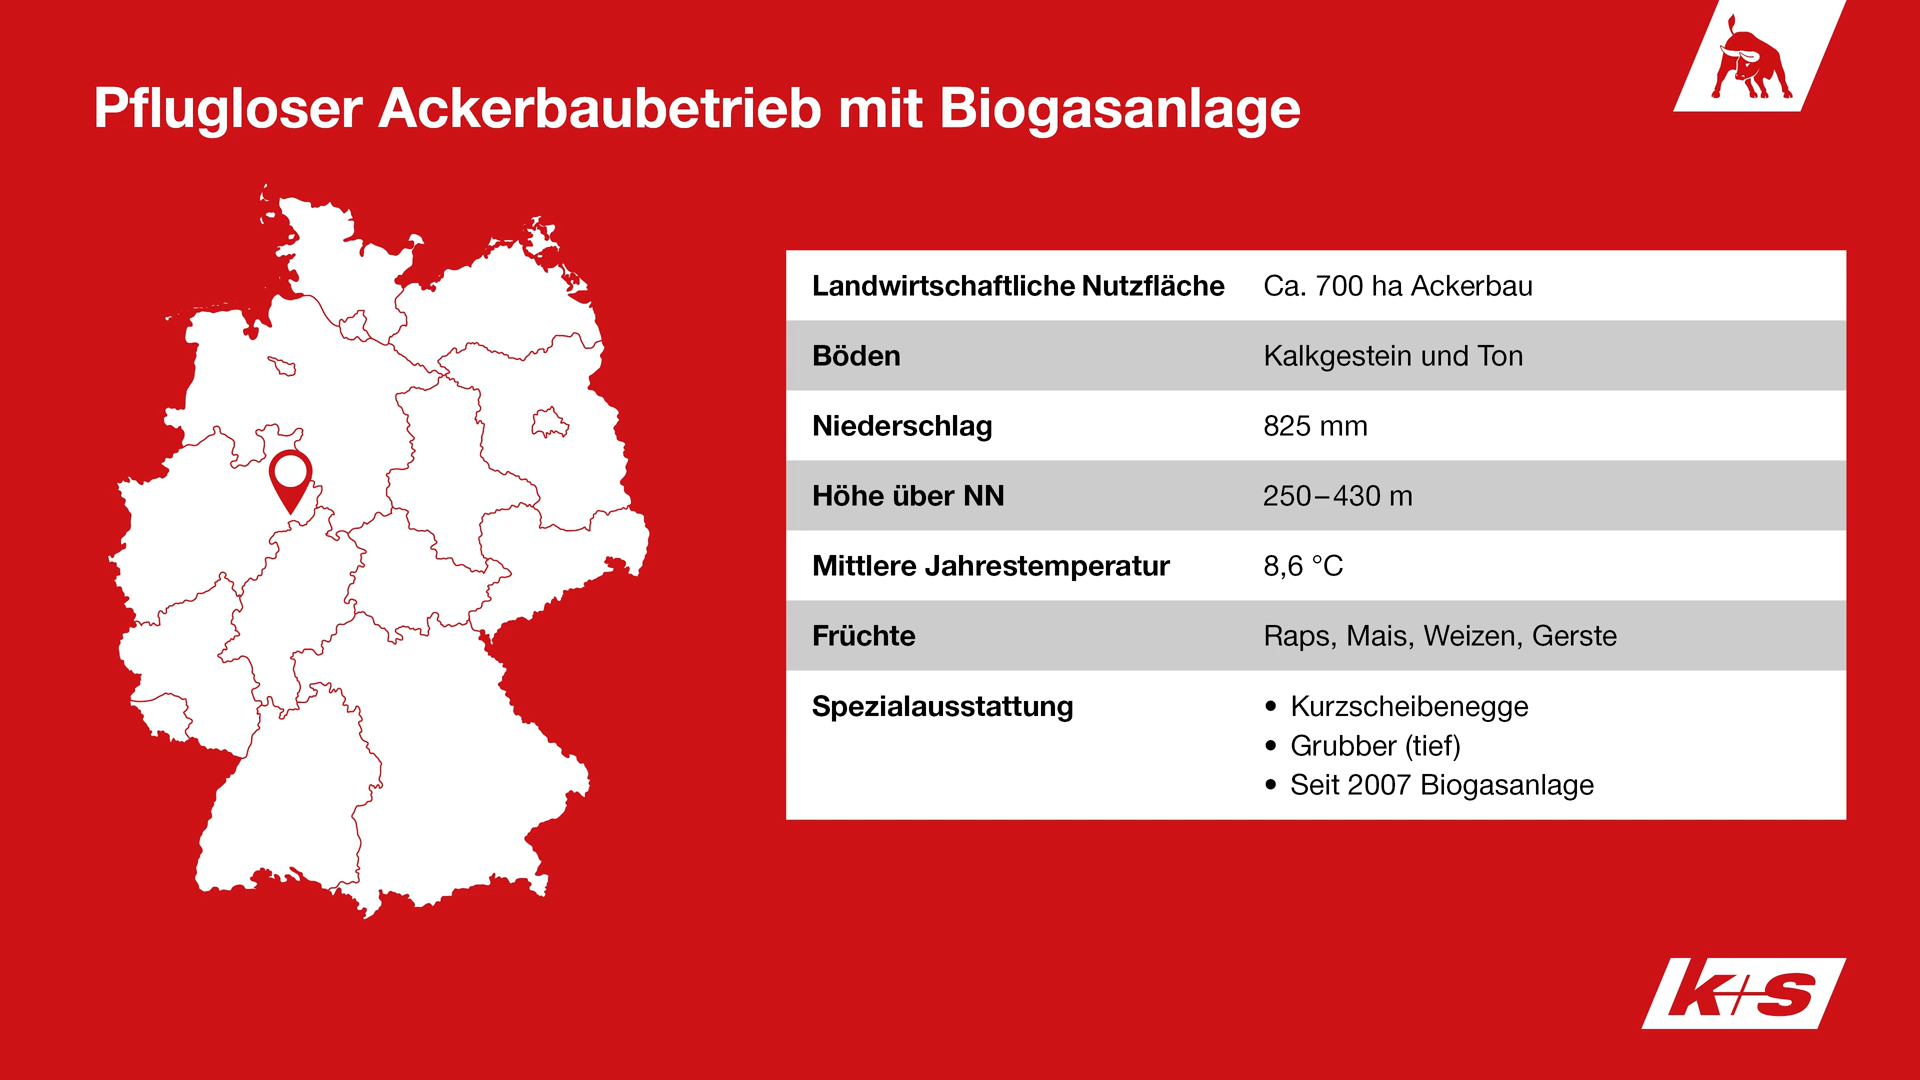 Pflugloser Ackerbaubetrieb mit Biogasanlage
Landwirtschaftliche Nutzfläche Ca. 700 ha Ackerbau
Böden Kalkgestein und Ton
Niederschlag 825 mm
Höhe über NN 250–430 m
Mittlere Jahrestemperatur 8,6 °C
Früchte Raps, Mais, Weizen, Gerste
Spezialausstattung • Kurzscheibenegge
• Grubber (tief)
• Seit 2007 Biogasanlage
K+S